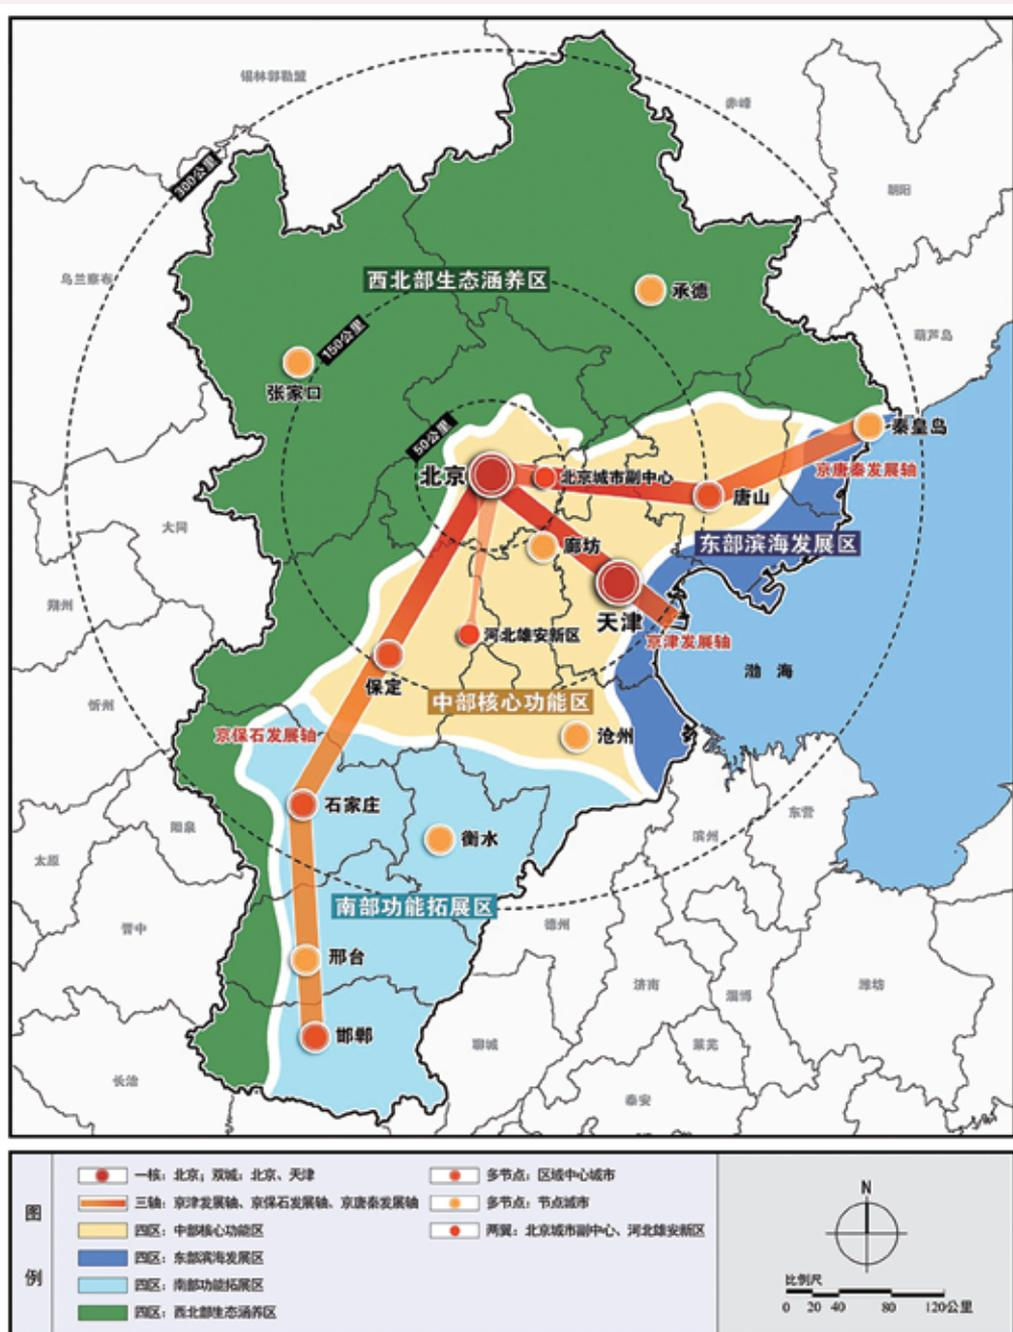 锡林郭勒盟
赤峰
300公里
朝阳
乌兰察布
西北部生态涵养区
承德
葫芦岛
150公里
张家口
50公里
秦皇岛
北京
北京城市副中心
京唐秦发展轴
唐山
大同
东部滨海发展区
廊坊
朔州
天津
河北雄安新区
京津发展轴
渤 海
保定
中部核心功能区
忻州
京保石发展轴
沧州
石家庄
东营
阳泉
滨州
衡水
太原
南部功能拓展区
晋中
德州
邢台
济南
淄博
潍坊
邯郸
聊城
莱芜
长治
泰安
图
例
一核：北京；双城：北京、天津
三轴：京津发展轴、京保石发展轴、京唐秦发展轴
四区：中部核心功能区
四区：东部滨海发展区
四区：南部功能拓展区
四区：西北部生态涵养区
多节点：区域中心城市
多节点：节点城市
两翼：北京城市副中心、河北雄安新区
N
比例尺
0 20 40 80 120公里